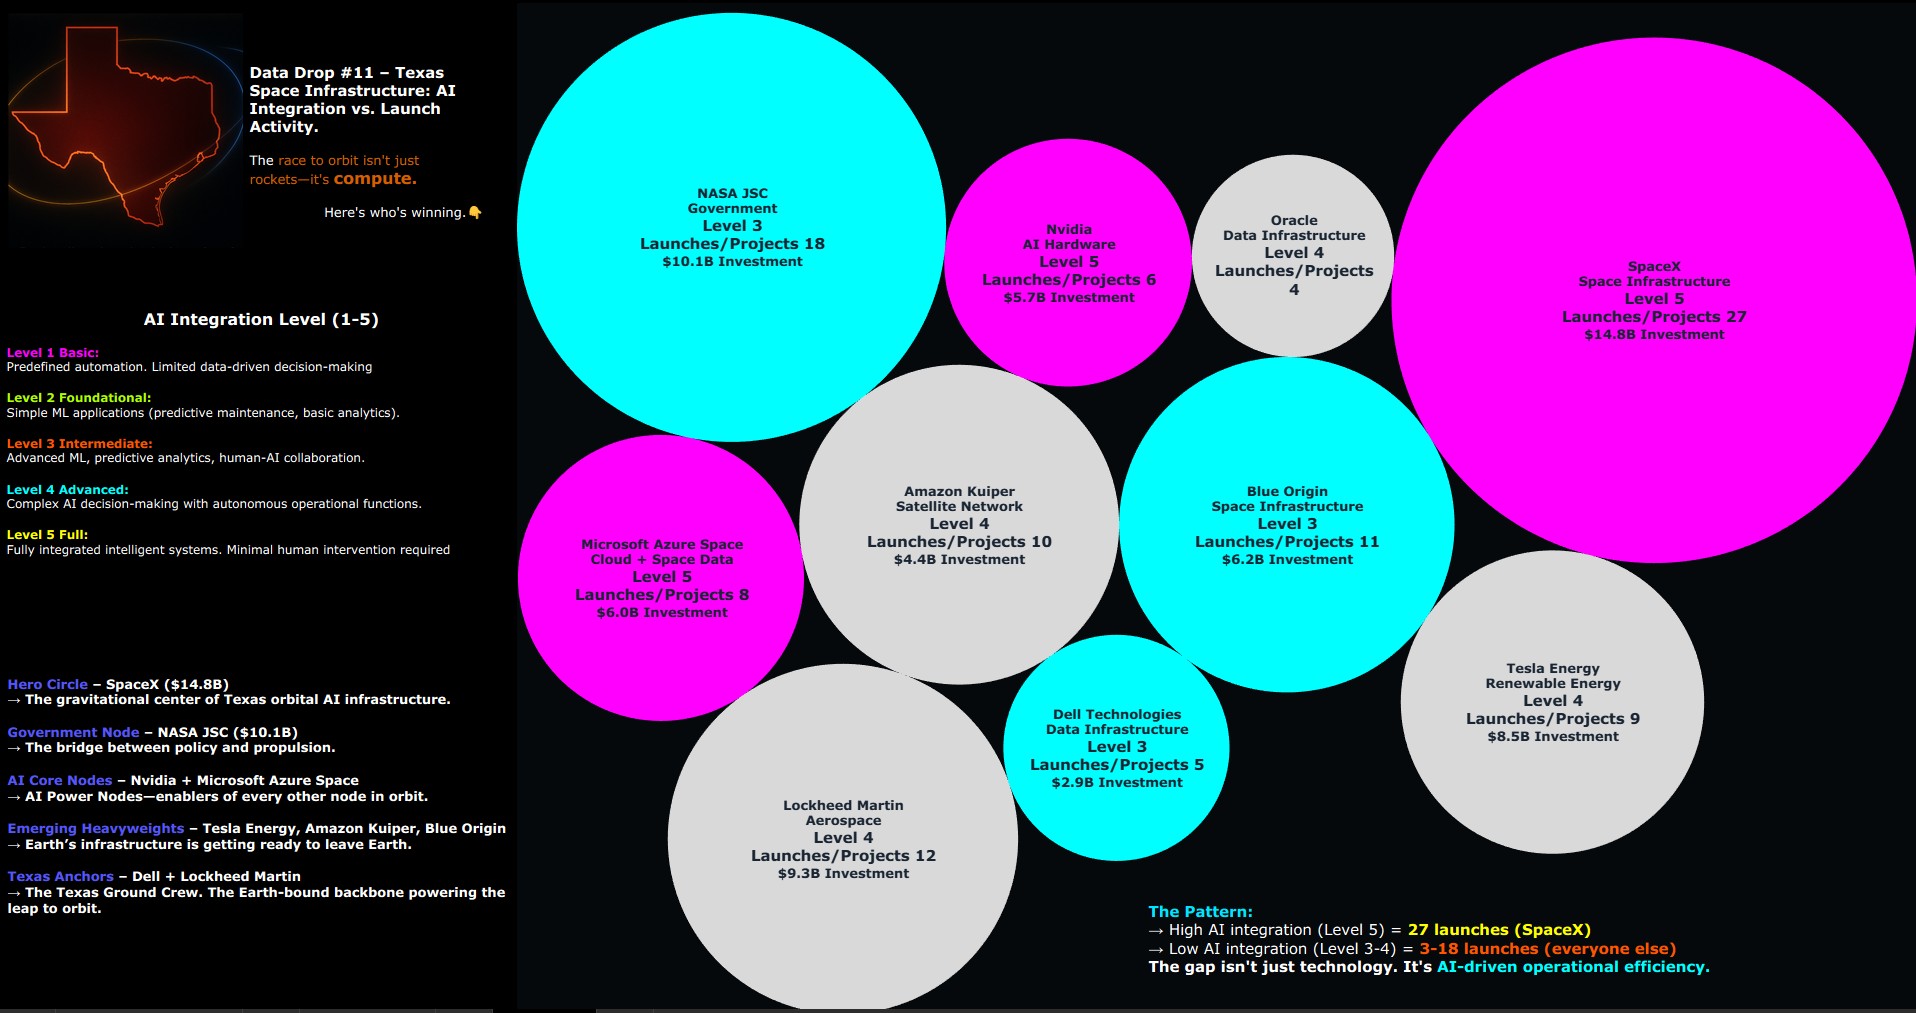 Data Drop #11 – Texas
Space Infrastructure: AI
Integration vs. Launch
Activity.
The race to orbit isn't just
rockets—it's compute.
Here's who's winning.👇
AI Integration Level (1-5)
Level 1 Basic:
Predefined automation. Limited data-driven decision-making
Level 2 Foundational:
Simple ML applications (predictive maintenance, basic analytics).
Level 3 Intermediate:
Advanced ML, predictive analytics, human-AI collaboration.
Level 4 Advanced:
Complex AI decision-making with autonomous operational functions.
Level 5 Full:
Fully integrated intelligent systems. Minimal human intervention required
Hero Circle – SpaceX ($14.8B)
→ The gravitational center of Texas orbital AI infrastructure.
Government Node – NASA JSC ($10.1B)
→ The bridge between policy and propulsion.
AI Core Nodes – Nvidia + Microsoft Azure Space
→ AI Power Nodes—enablers of every other node in orbit.
Emerging Heavyweights – Tesla Energy, Amazon Kuiper, Blue Origin
→ Earth’s infrastructure is getting ready to leave Earth.
Texas Anchors – Dell + Lockheed Martin
→ The Texas Ground Crew. The Earth-bound backbone powering the
leap to orbit.
NASA JSC
Government
Level 3
Launches/Projects 18
$10.1B Investment
Nvidia
AI Hardware
Level 5
Launches/Projects 6
$5.7B Investment
Oracle
Data Infrastructure
Level 4
Launches/Projects
4
SpaceX
Space Infrastructure
Level 5
Launches/Projects 27
$14.8B Investment
Microsoft Azure Space
Cloud + Space Data
Level 5
Launches/Projects 8
$6.0B Investment
Amazon Kuiper
Satellite Network
Level 4
Launches/Projects 10
$4.4B Investment
Blue Origin
Space Infrastructure
Level 3
Launches/Projects 11
$6.2B Investment
Tesla Energy
Renewable Energy
Level 4
Launches/Projects 9
$8.5B Investment
Dell Technologies
Data Infrastructure
Level 3
Launches/Projects 5
$2.9B Investment
Lockheed Martin
Aerospace
Level 4
Launches/Projects 12
$9.3B Investment
The Pattern:
→ High AI integration (Level 5) = 27 launches (SpaceX)
→ Low AI integration (Level 3-4) = 3-18 launches (everyone else)
The gap isn't just technology. It's AI-driven operational efficiency.